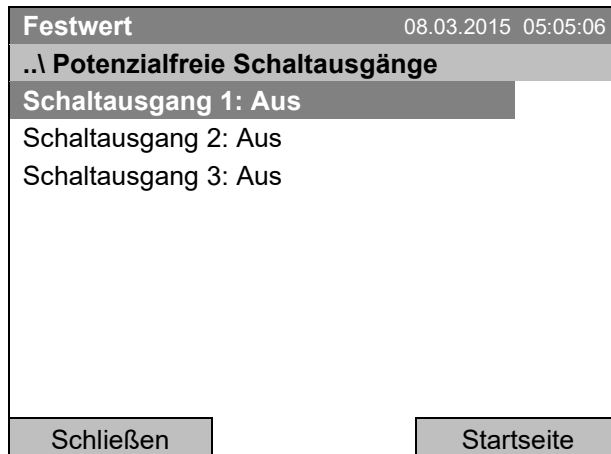 Festwert 08.03.2015 05:05:06
..\ Potenzialfreie Schaltausgänge
Schaltausgang 1: Aus
Schaltausgang 2: Aus
Schaltausgang 3: Aus
Schließen Startseite